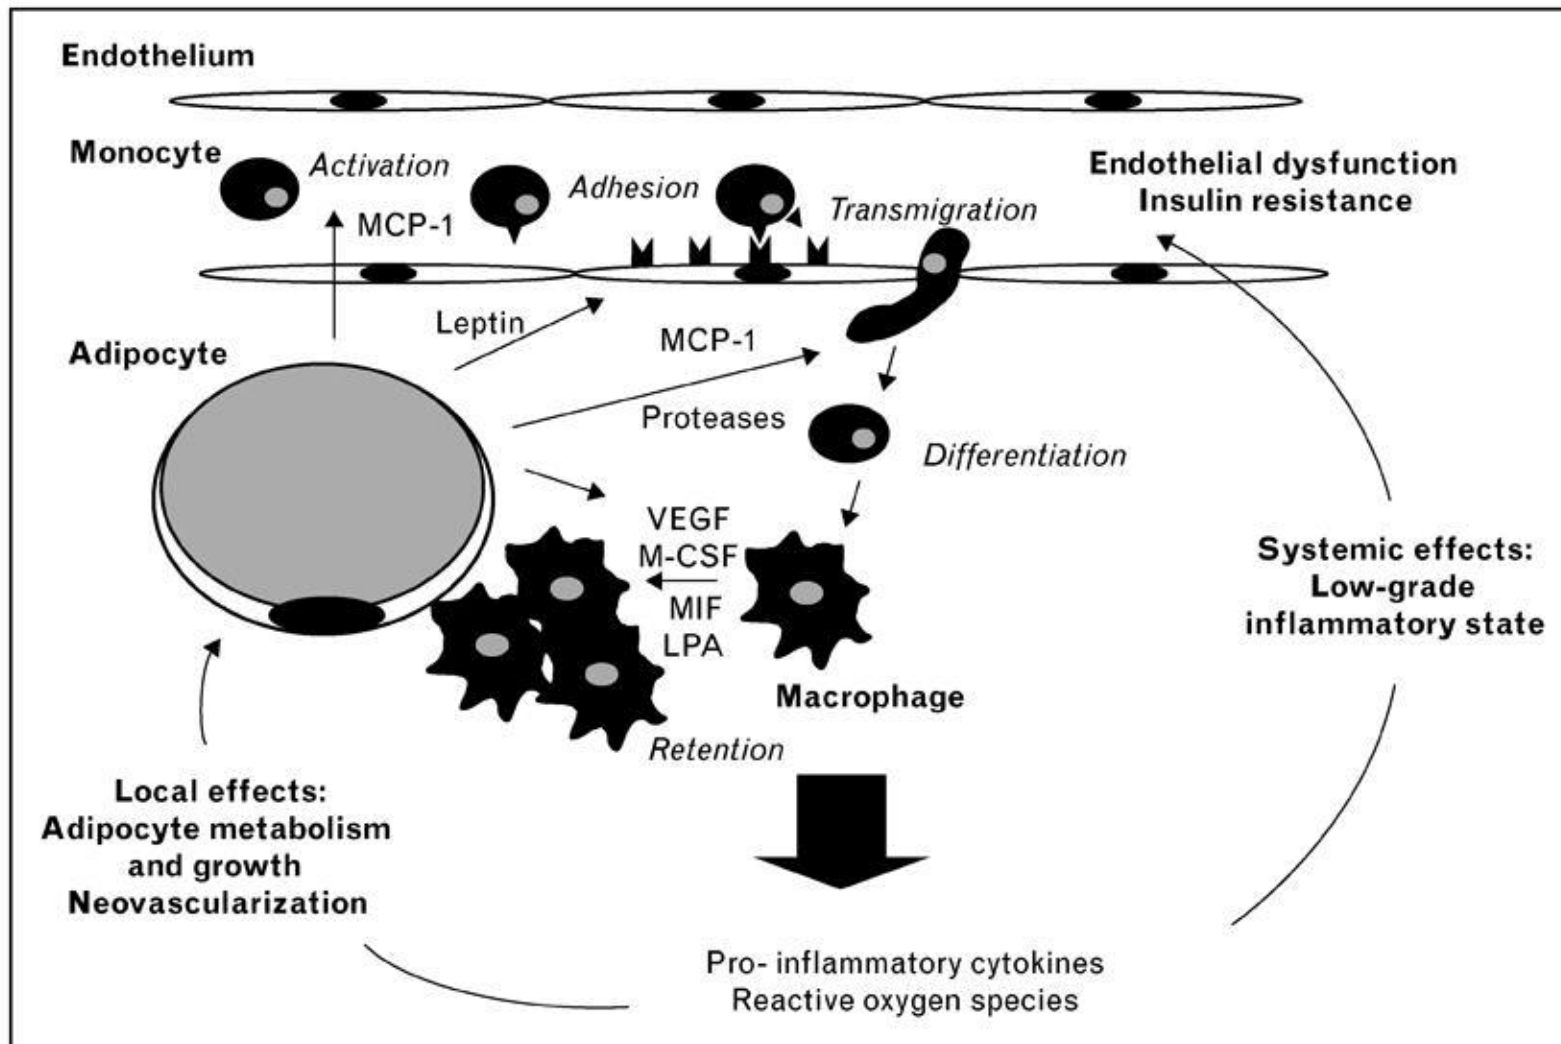 Endothelium
Monocyte
Activation
Adhesion
MCP-1
Transmigration
Endothelial dysfunction
Insulin resistance
Leptin
Adipocyte
MCP-1
Proteases
Differentiation
VEGF
M-CSF
MIF
LPA
Macrophage
Retention
Systemic effects:
Low-grade
inflammatory state
Local effects:
Adipocyte metabolism
and growth
Neovascularization
Pro- inflammatory cytokines
Reactive oxygen species